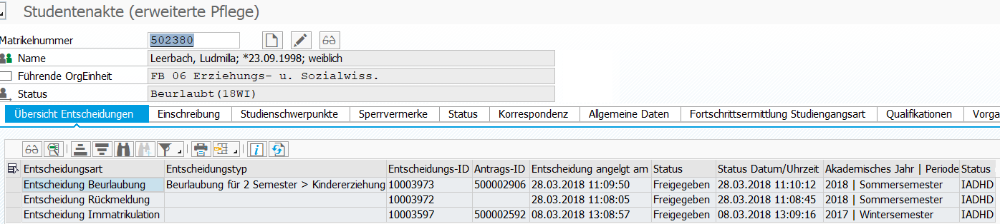 Studentenakte (erweiterte Pflege)
Matrikelnummer 502380
Name Leerbach, Ludmilla; *23.09.1998; weiblich
Führende OrgEinheit FB 06 Erziehungs- u. Sozialwiss.
Status Beurlaubt(18WI)
Übersicht Entscheidungen Einschreibung Studienschwerpunkte Sperrvermerke Status Korrespondenz Allgemeine Daten Fortschrittsermittlung Studiengangsart Qualifikationen Vorga
Entscheidungsart Entscheidungstyp Entscheidungs-ID Antrags-ID Entscheidung angelgt am Status Status Datum/Uhrzeit Akademisches Jahr | Periode Status
Entscheidung Beurlaubung Beurlaubung für 2 Semester > Kindererziehung 10003973 500002906 28.03.2018 11:09:50 Freigegeben 28.03.2018 11:10:12 2018 | Sommersemester IADHD
Entscheidung Rückmeldung 10003972 28.03.2018 11:08:05 Freigegeben 28.03.2018 11:08:45 2018 | Sommersemester IADHD
Entscheidung Immatrikulation 10003597 500002592 08.03.2018 13:08:57 Freigegeben 08.03.2018 13:09:16 2017 | Wintersemester IADHD